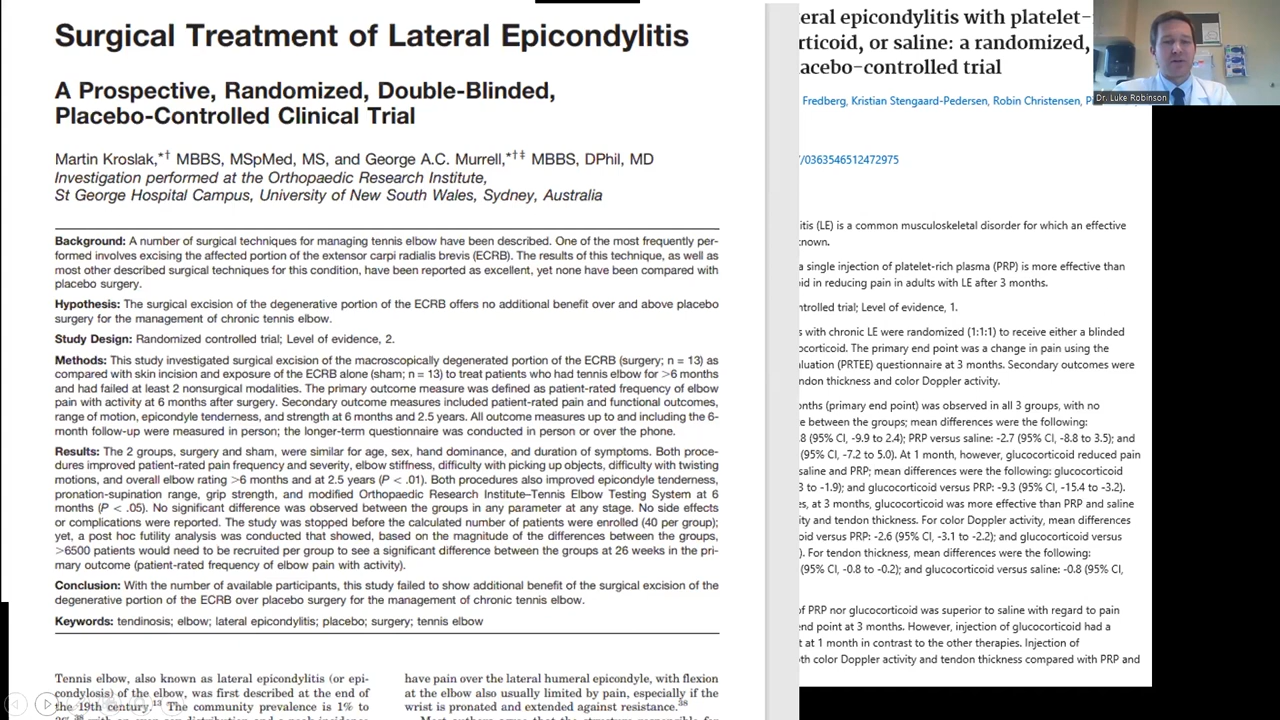 Surgical Treatment of Lateral Epicondylitis
A Prospective, Randomized, Double-Blinded,
Placebo-Controlled Clinical Trial
Martin Kroslak,*† MBBS, MSpMed, MS, and George A.C. Murrell,*†‡ MBBS, DPhil, MD
Investigation performed at the Orthopaedic Research Institute,
St George Hospital Campus, University of New South Wales, Sydney, Australia
Background: A number of surgical techniques for managing tennis elbow have been described. One of the most frequently per-
formed involves excising the affected portion of the extensor carpi radialis brevis (ECRB). The results of this technique, as well as
most other described surgical techniques for this condition, have been reported as excellent, yet none have been compared with
placebo surgery.
Hypothesis: The surgical excision of the degenerative portion of the ECRB offers no additional benefit over and above placebo
surgery for the management of chronic tennis elbow.
Study Design: Randomized controlled trial; Level of evidence, 2.
Methods: This study investigated surgical excision of the macroscopically degenerated portion of the ECRB (surgery; n = 13) as
compared with skin incision and exposure of the ECRB alone (sham; n = 13) to treat patients who had tennis elbow for >6 months
and had failed at least 2 nonsurgical modalities. The primary outcome measure was defined as patient-rated frequency of elbow
pain with activity at 6 months after surgery. Secondary outcome measures included patient-rated pain and functional outcomes,
range of motion, epicondyle tenderness, and strength at 6 months and 2.5 years. All outcome measures up to and including the 6-
month follow-up were measured in person; the longer-term questionnaire was conducted in person or over the phone.
Results: The 2 groups, surgery and sham, were similar for age, sex, hand dominance, and duration of symptoms. Both proce-
dures improved patient-rated pain frequency and severity, elbow stiffness, difficulty with picking up objects, difficulty with twisting
motions, and overall elbow rating >6 months and at 2.5 years (P < .01). Both procedures also improved epicondyle tenderness,
pronation-supination range, grip strength, and modified Orthopaedic Research Institute–Tennis Elbow Testing System at 6
months (P < .05). No significant difference was observed between the groups in any parameter at any stage. No side effects
or complications were reported. The study was stopped before the calculated number of patients were enrolled (40 per group);
yet, a post hoc futility analysis was conducted that showed, based on the magnitude of the differences between the groups,
>6500 patients would need to be recruited per group to see a significant difference between the groups at 26 weeks in the pri-
mary outcome (patient-rated frequency of elbow pain with activity).
Conclusion: With the number of available participants, this study failed to show additional benefit of the surgical excision of the
degenerative portion of the ECRB over placebo surgery for the management of chronic tennis elbow.
Keywords: tendinosis; elbow; lateral epicondylitis; placebo; surgery; tennis elbow
Tennis elbow, also known as lateral epicondylitis (or epi-
condylosis) of the elbow, was first described at the end of
the 19th century.13 The community prevalence is 1% to
have pain over the lateral humeral epicondyle, with flexion
at the elbow also usually limited by pain, especially if the
wrist is pronated and extended against resistance.38
Most authors agree that the structure responsible for
eral epicondylitis with platelet-
rticoid, or saline: a randomized,
acebo-controlled trial
Fredberg, Kristian Stengaard-Pedersen, Robin Christensen,
/0363546512472975
itis (LE) is a common musculoskeletal disorder for which an effective
nown.
a single injection of platelet-rich plasma (PRP) is more effective than
id in reducing pain in adults with LE after 3 months.
ntrolled trial; Level of evidence, 1.
s with chronic LE were randomized (1:1:1) to receive either a blinded
ocorticoid. The primary end point was a change in pain using the
luation (PRTEE) questionnaire at 3 months. Secondary outcomes were
ndon thickness and color Doppler activity.
onths (primary end point) was observed in all 3 groups, with no
e between the groups; mean differences were the following:
8 (95% CI, -9.9 to 2.4); PRP versus saline: -2.7 (95% CI, -8.8 to 3.5); and
(95% CI, -7.2 to 5.0). At 1 month, however, glucocorticoid reduced pain
saline and PRP; mean differences were the following: glucocorticoid
3 to -1.9); and glucocorticoid versus PRP: -9.3 (95% CI, -15.4 to -3.2).
es, at 3 months, glucocorticoid was more effective than PRP and saline
ity and tendon thickness. For color Doppler activity, mean differences
oid versus PRP: -2.6 (95% CI, -3.1 to -2.2); and glucocorticoid versus
). For tendon thickness, mean differences were the following:
(95% CI, -0.8 to -0.2); and glucocorticoid versus saline: -0.8 (95% CI,
of PRP nor glucocorticoid was superior to saline with regard to pain
end point at 3 months. However, injection of glucocorticoid had a
t at 1 month in contrast to the other therapies. Injection of
oth color Doppler activity and tendon thickness compared with PRP and
Dr. Luke Robinson